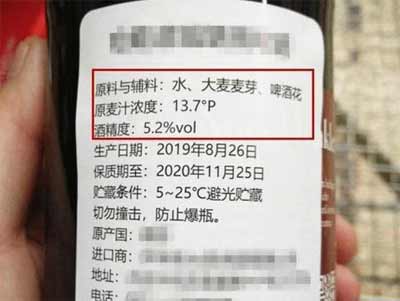 原料与辅料：水、大麦麦芽、啤酒花
原麦汁浓度：13.7°P
酒精度：5.2%vol
生产日期：2019年8月26日
保质期至：2020年11月25日
贮藏条件：5~25℃避光贮藏
切勿撞击，防止爆瓶。
原产国：
进口商：
地址：
电话：